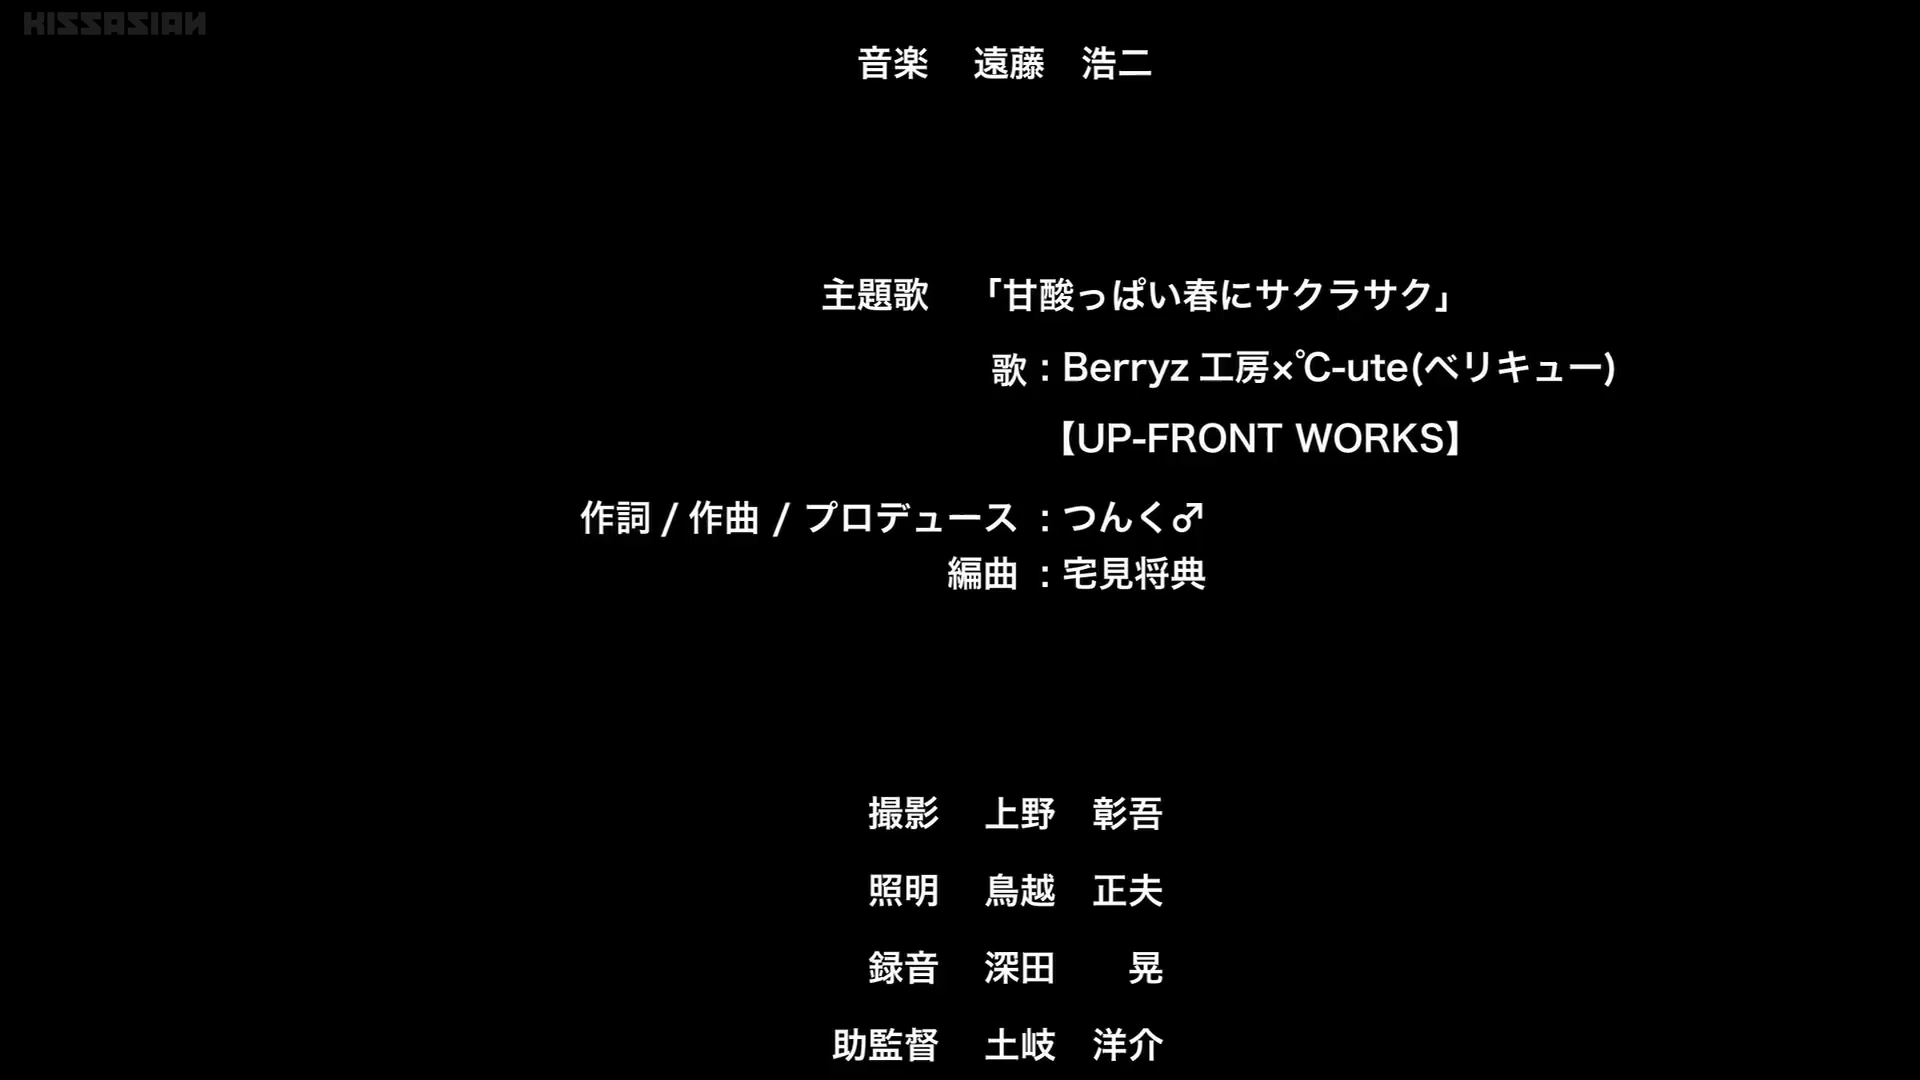 KISSASIAN
音楽　遠藤　浩二
主題歌　「甘酸っぱい春にサクラサク」
歌：Berryz 工房×℃-ute(ベリキュー)
【UP-FRONT WORKS】
作詞 / 作曲 / プロデュース ：つんく♂
編曲 ：宅見将典
撮影　上野　彰吾
照明　鳥越　正夫
録音　深田　　晃
助監督　土岐　洋介